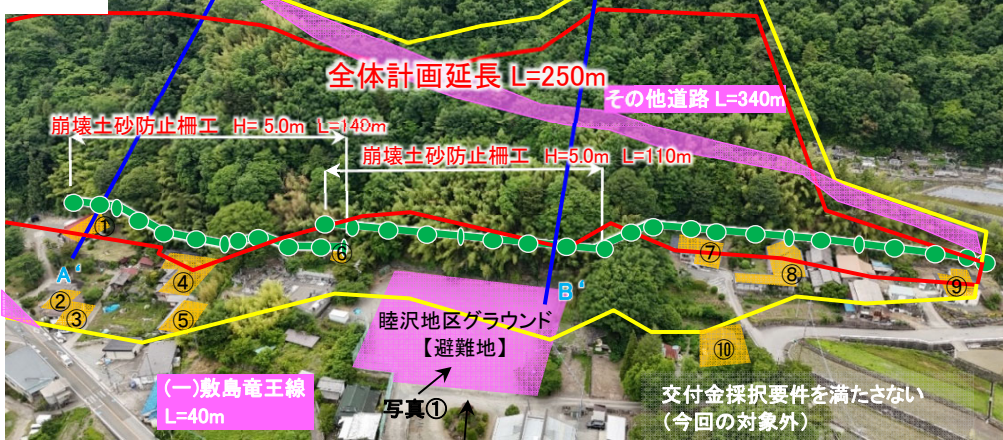 全体計画延長 L=250m
その他道路 L=340m
崩壊土砂防止柵工 H= 5.0m L=140m
崩壊土砂防止柵工 H=5.0m L=110m
①
⑥
⑦
A'
④
⑧
⑨
②
B'
③
⑤
睦沢地区グラウンド
【避難地】
⑩
(一)敷島竜王線
L=40m
写真①
交付金採択要件を満たさない
(今回の対象外)